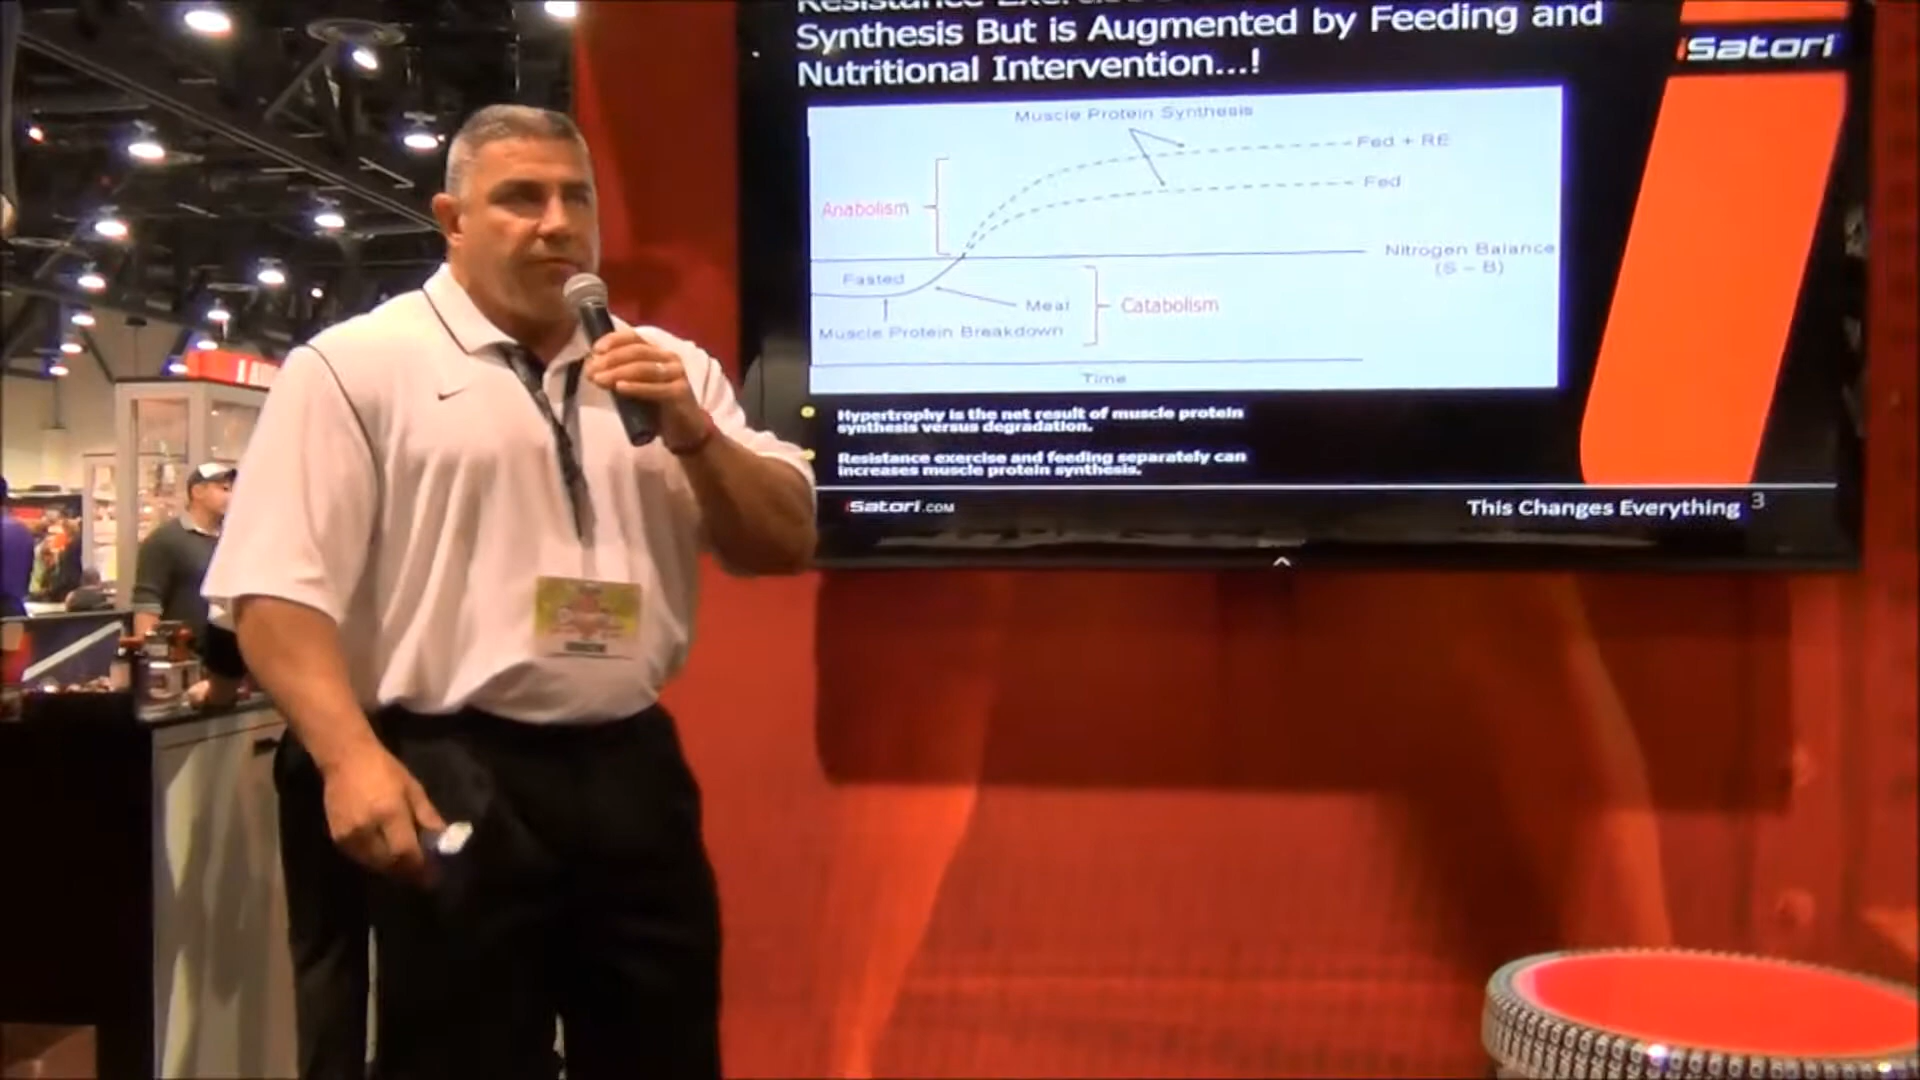 Resistance Exercise
Synthesis But is Augmented by Feeding and
Nutritional Intervention...!
iSatori
Muscle Protein Synthesis
Fed + RE
Fed
Anabolism
Nitrogen Balance
(S – B)
Fasted
Meal
Catabolism
Muscle Protein Breakdown
Time
Hypertrophy is the net result of muscle protein
synthesis versus degradation.
Resistance exercise and feeding separately can
increases muscle protein synthesis.
iSatori.COM
This Changes Everything 3